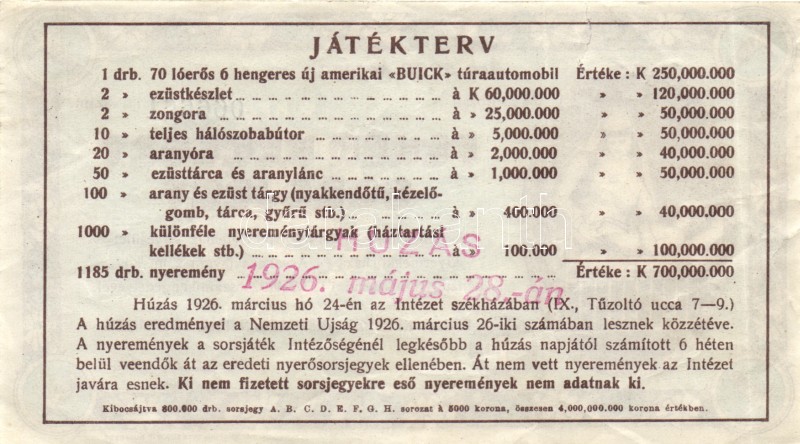 JÁTÉKTERV
1 drb. 70 lóerős 6 hengeres új amerikai «BUICK» túraautomobil Értéke : K 250,000.000
2 » ezüstkészlet ... à K 60,000.000 » » 120,000.000
2 » zongora ... à » 25,000.000 » » 50,000.000
10 » teljes hálószobabútor ... à » 5,000.000 » » 50,000.000
20 » aranyóra ... à » 2,000.000 » » 40,000.000
50 » ezüsttárca és aranylánc ... à » 1,000.000 » » 50,000.000
100 » arany és ezüst tárgy (nyakkendőtű, kézelő-
gomb, tárca, gyűrű stb.) ... à » 400.000 » » 40,000.000
1000 » különféle nyereménytárgyak (háztartási
kellékek stb.) ... à » 100.000 » » 100,000.000
1185 drb. nyeremény ... Értéke : K 700,000.000
HÚZÁS
1926. május 28.-án
Húzás 1926. március hó 24-én az Intézet székházában (IX., Tűzoltó ucca 7—9.)
A húzás eredményei a Nemzeti Ujság 1926. március 26-iki számában lesznek közzétéve.
A nyeremények a sorsjáték Intézőségénél legkésőbb a húzás napjától számított 6 héten
belül veendők át az eredeti nyerősorsjegyek ellenében. Át nem vett nyeremények az Intézet
javára esnek. Ki nem fizetett sorsjegyekre eső nyeremények nem adatnak ki.
Kibocsájtva 800.000 drb. sorsjegy A. B. C. D. E. F. G. H. sorozat à 5000 korona, összesen 4,000,000.000 korona értékben.
darabanth